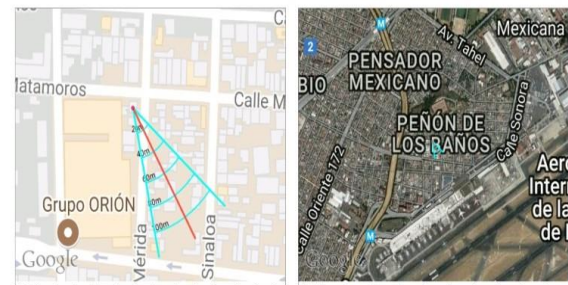 Matamoros
Calle M
20m
40m
60m
80m
100m
Grupo ORIÓN
Mérida
Sinaloa
Google
Mexicana
Av. Tahel
2
PENSADOR
MEXICANO
BIO
PEÑÓN DE
LOS BAÑOS
Calle Sonora
Calle Oriente 172
Aero
Intern
de la
de
M
M